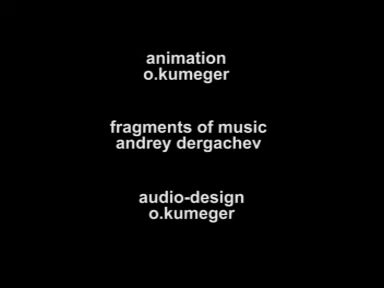 animation
o.kumeger
fragments of music
andrey dergachev
audio-design
o.kumeger